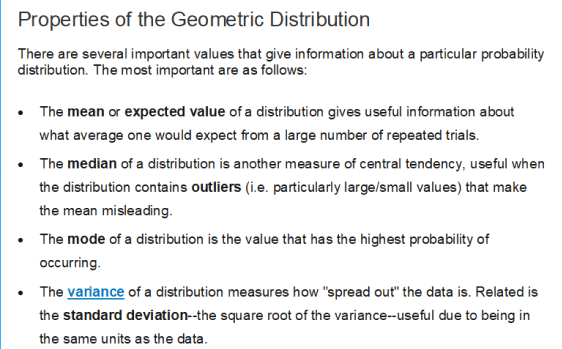 Properties of the Geometric Distribution
There are several important values that give information about a particular probability
distribution. The most important are as follows:
• The mean or expected value of a distribution gives useful information about
what average one would expect from a large number of repeated trials.
• The median of a distribution is another measure of central tendency, useful when
the distribution contains outliers (i.e. particularly large/small values) that make
the mean misleading.
• The mode of a distribution is the value that has the highest probability of
occurring.
• The variance of a distribution measures how "spread out" the data is. Related is
the standard deviation--the square root of the variance--useful due to being in
the same units as the data.